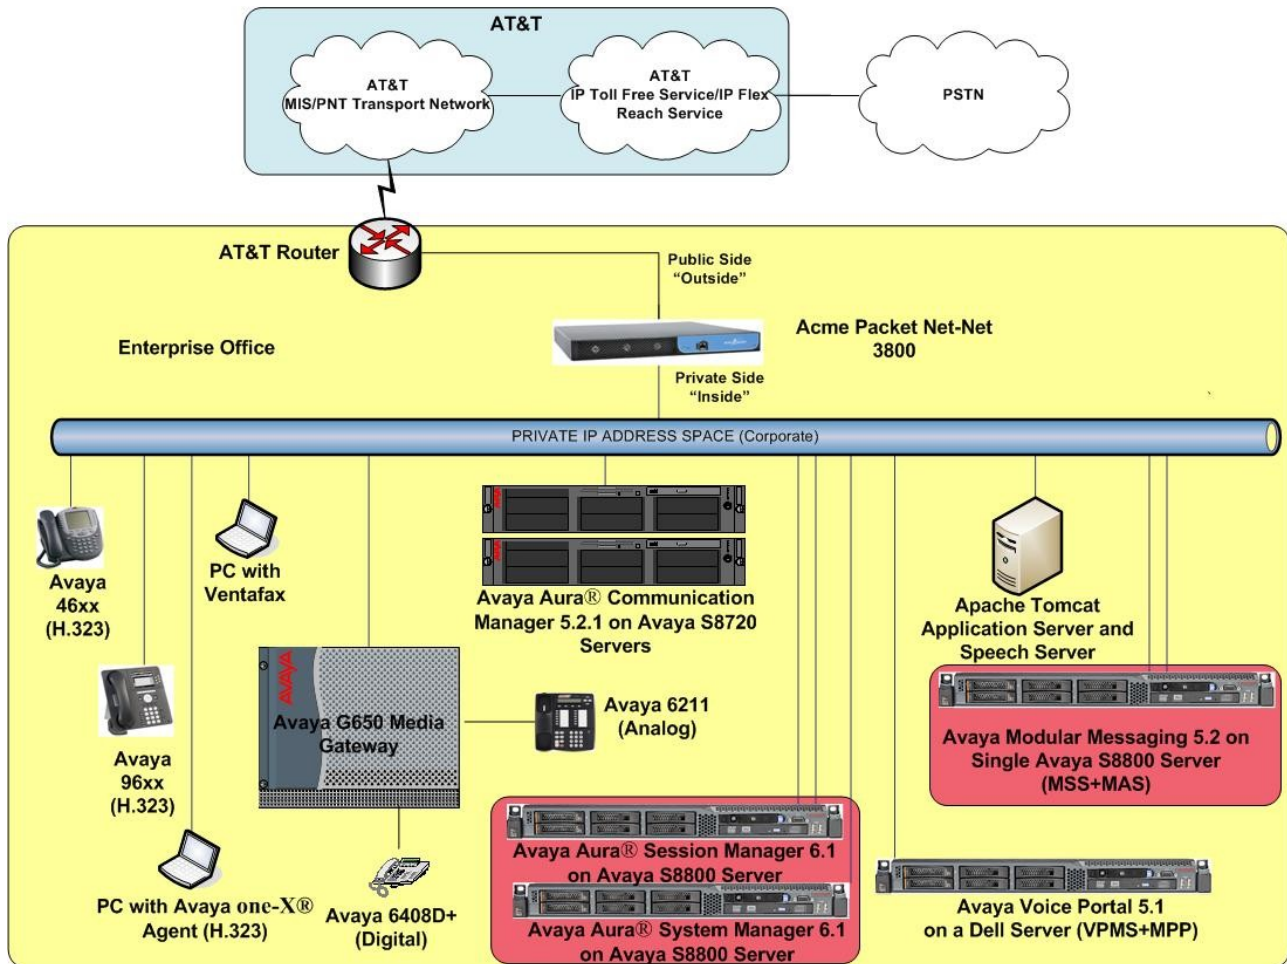 AT&T
AT&T
MIS/PNT Transport Network
AT&T
IP Toll Free Service/IP Flex
Reach Service
PSTN
AT&T Router
Public Side
“Outside”
Enterprise Office
Acme Packet Net-Net
3800
Private Side
“Inside”
PRIVATE IP ADDRESS SPACE (Corporate)
Avaya
46xx
(H.323)
PC with
Ventafax
AVAYA
AVAYA
Avaya Aura® Communication
Manager 5.2.1 on Avaya S8720
Servers
Apache Tomcat
Application Server and
Speech Server
Avaya
96xx
(H.323)
AVAYA
Avaya G650 Media
Gateway
Avaya 6211
(Analog)
Avaya Modular Messaging 5.2 on
Single Avaya S8800 Server
(MSS+MAS)
PC with Avaya one-X®
Agent (H.323)
Avaya 6408D+
(Digital)
Avaya Aura® Session Manager 6.1
on Avaya S8800 Server
Avaya Aura® System Manager 6.1
on Avaya S8800 Server
Avaya Voice Portal 5.1
on a Dell Server (VPMS+MPP)